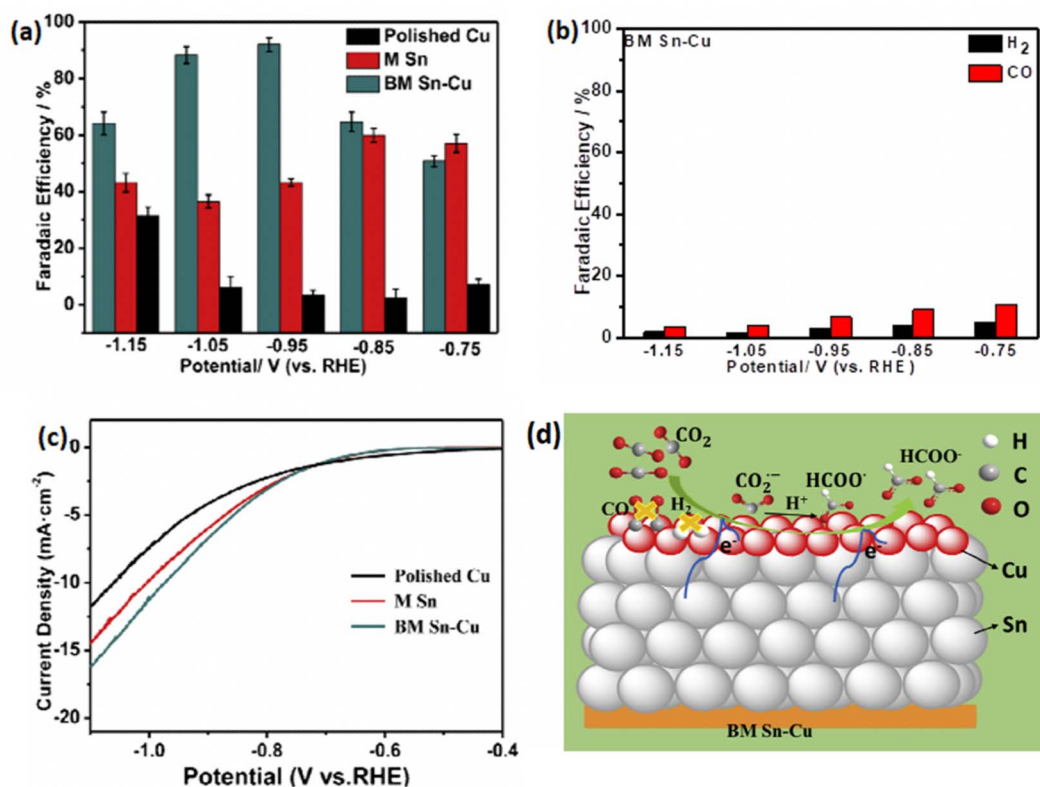 (a)
100
80
60
40
20
0
Faradaic Efficiency / %
Polished Cu
M Sn
BM Sn-Cu
-1.15 -1.05 -0.95 -0.85 -0.75
Potential/ V (vs. RHE)
(b)
BM Sn-Cu
H2
CO
100
80
60
40
20
0
Faradaic Efficiency / %
-1.15 -1.05 -0.95 -0.85 -0.75
Potential/ V (vs. RHE)
(c)
0
-5
-10
-15
-20
Current Density (mA·cm-2)
Polished Cu
M Sn
BM Sn-Cu
-1.0 -0.8 -0.6 -0.4
Potential (V vs.RHE)
(d)
CO2
CO
H2
CO2·−
H+
HCOO·
HCOO-
H
C
O
e-
e-
Cu
Sn
BM Sn-Cu